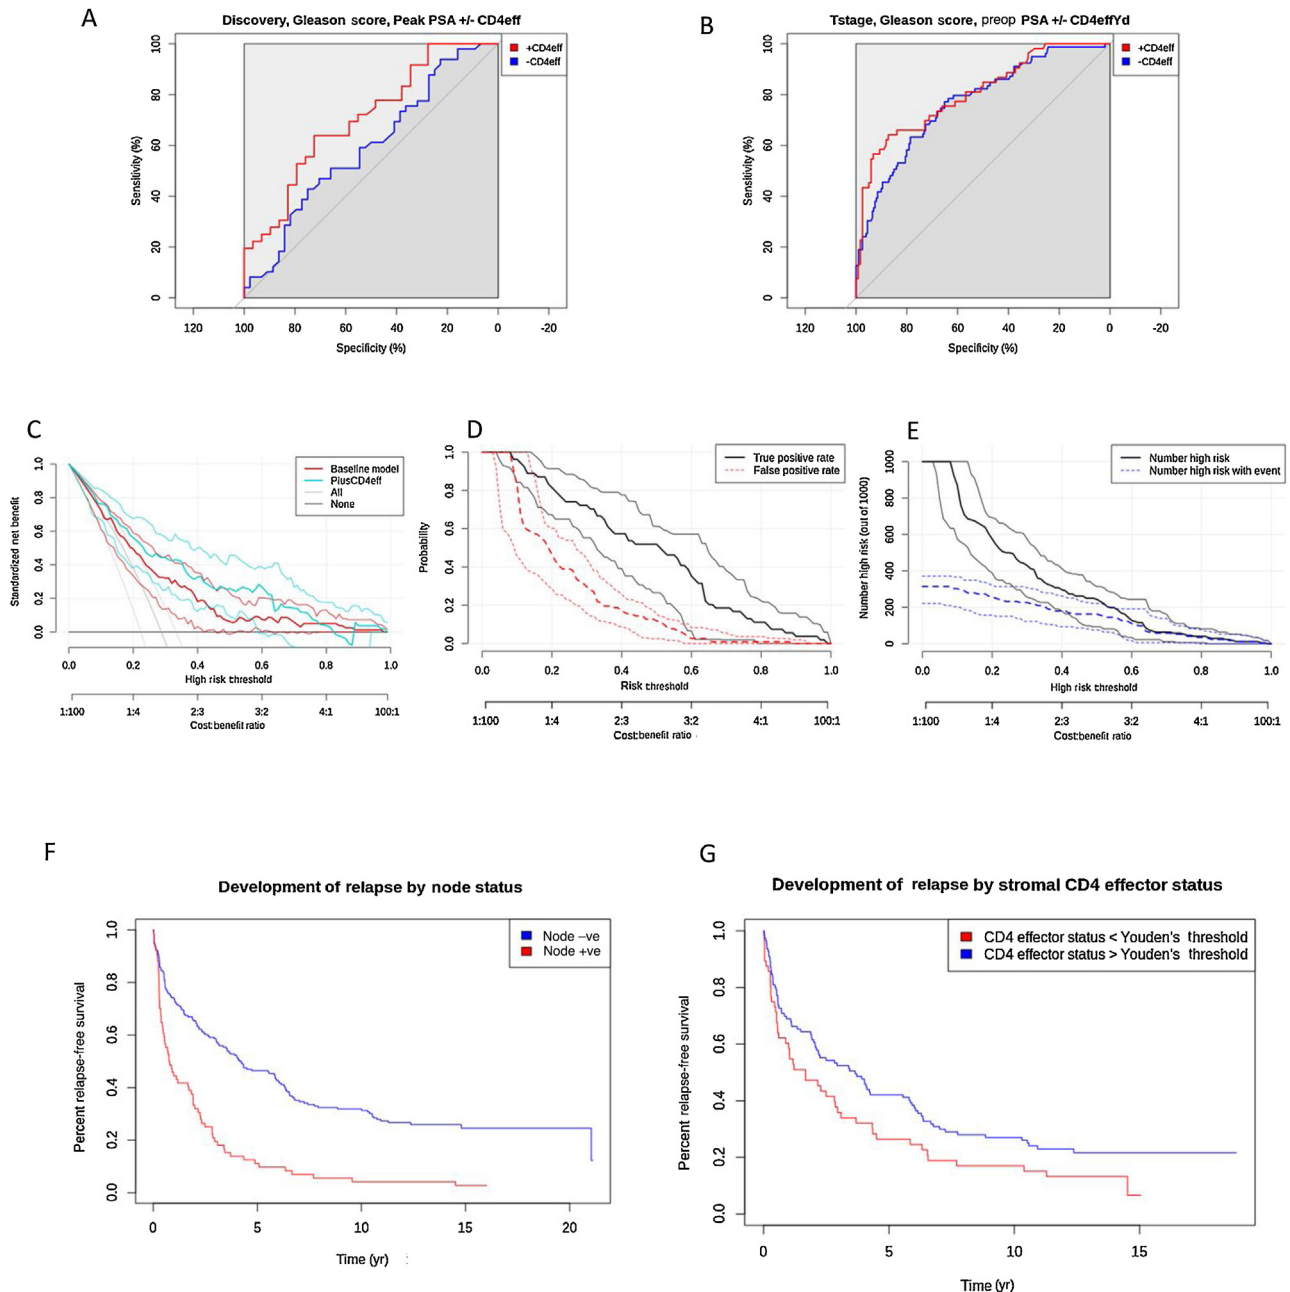 A
Discovery, Gleason score, Peak PSA +/- CD4eff
+CD4eff
-CD4eff
Sensitivity (%)
100
80
60
40
20
0
120
100
80
60
40
20
0
-20
Specificity (%)
B
Tstage, Gleason score, preop PSA +/- CD4effYd
+CD4eff
-CD4eff
Sensitivity (%)
100
80
60
40
20
0
120
100
80
60
40
20
0
-20
Specificity (%)
C
Baseline model
PlusCD4eff
All
None
Standardized net benefit
1.0
0.8
0.6
0.4
0.2
0.0
0.0
0.2
0.4
0.6
0.8
1.0
High risk threshold
1:100
1:4
2:3
3:2
4:1
100:1
Cost:benefit ratio
D
True positive rate
False positive rate
Probability
1.0
0.8
0.6
0.4
0.2
0.0
0.0
0.2
0.4
0.6
0.8
1.0
Risk threshold
1:100
1:4
2:3
3:2
4:1
100:1
Cost:benefit ratio
E
Number high risk
Number high risk with event
Number high risk (out of 1000)
1000
800
600
400
200
0
0.0
0.2
0.4
0.6
0.8
1.0
High risk threshold
1:100
1:4
2:3
3:2
4:1
100:1
Cost:benefit ratio
F
Development of relapse by node status
Node –ve
Node +ve
Percent relapse-free survival
1.0
0.8
0.6
0.4
0.2
0.0
0
5
10
15
20
Time (yr)
G
Development of relapse by stromal CD4 effector status
CD4 effector status < Youden's threshold
CD4 effector status > Youden's threshold
Percent relapse-free survival
1.0
0.8
0.6
0.4
0.2
0.0
0
5
10
15
Time (yr)